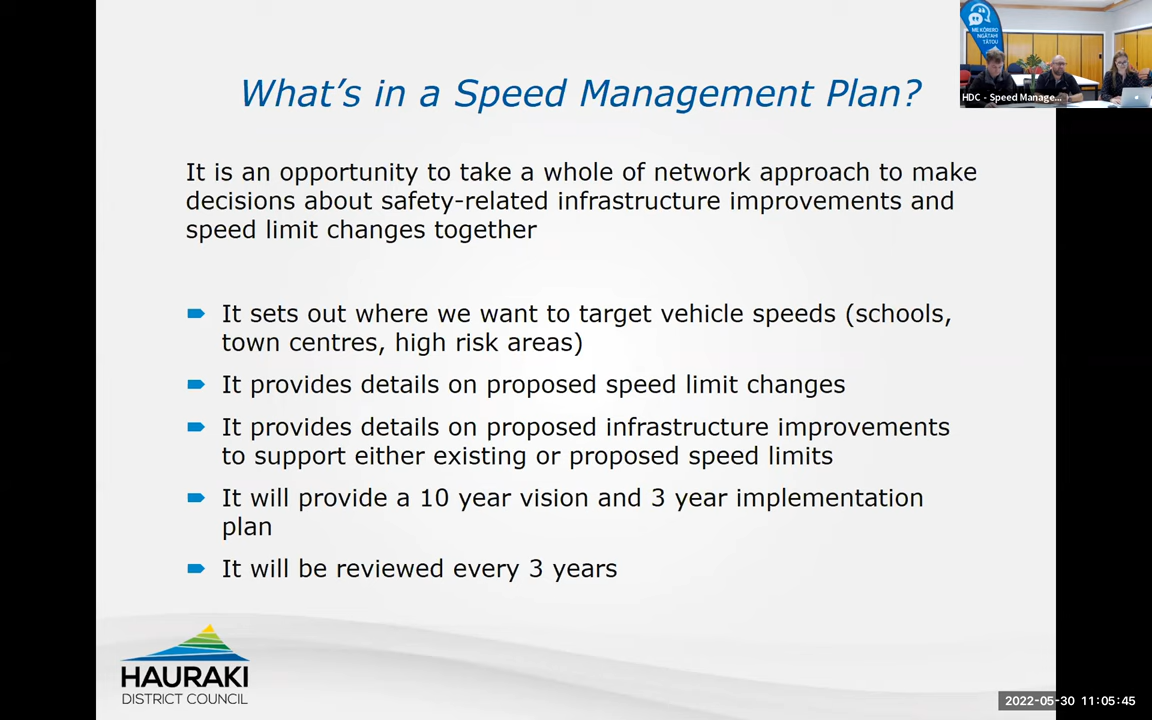 What's in a Speed Management Plan?
ME KŌRERO
NGĀTAHI
TĀTOU
HDC - Speed Manage...
It is an opportunity to take a whole of network approach to make
decisions about safety-related infrastructure improvements and
speed limit changes together
It sets out where we want to target vehicle speeds (schools,
town centres, high risk areas)
It provides details on proposed speed limit changes
It provides details on proposed infrastructure improvements
to support either existing or proposed speed limits
It will provide a 10 year vision and 3 year implementation
plan
It will be reviewed every 3 years
HAURAKI
DISTRICT COUNCIL
2022-05-30 11:05:45